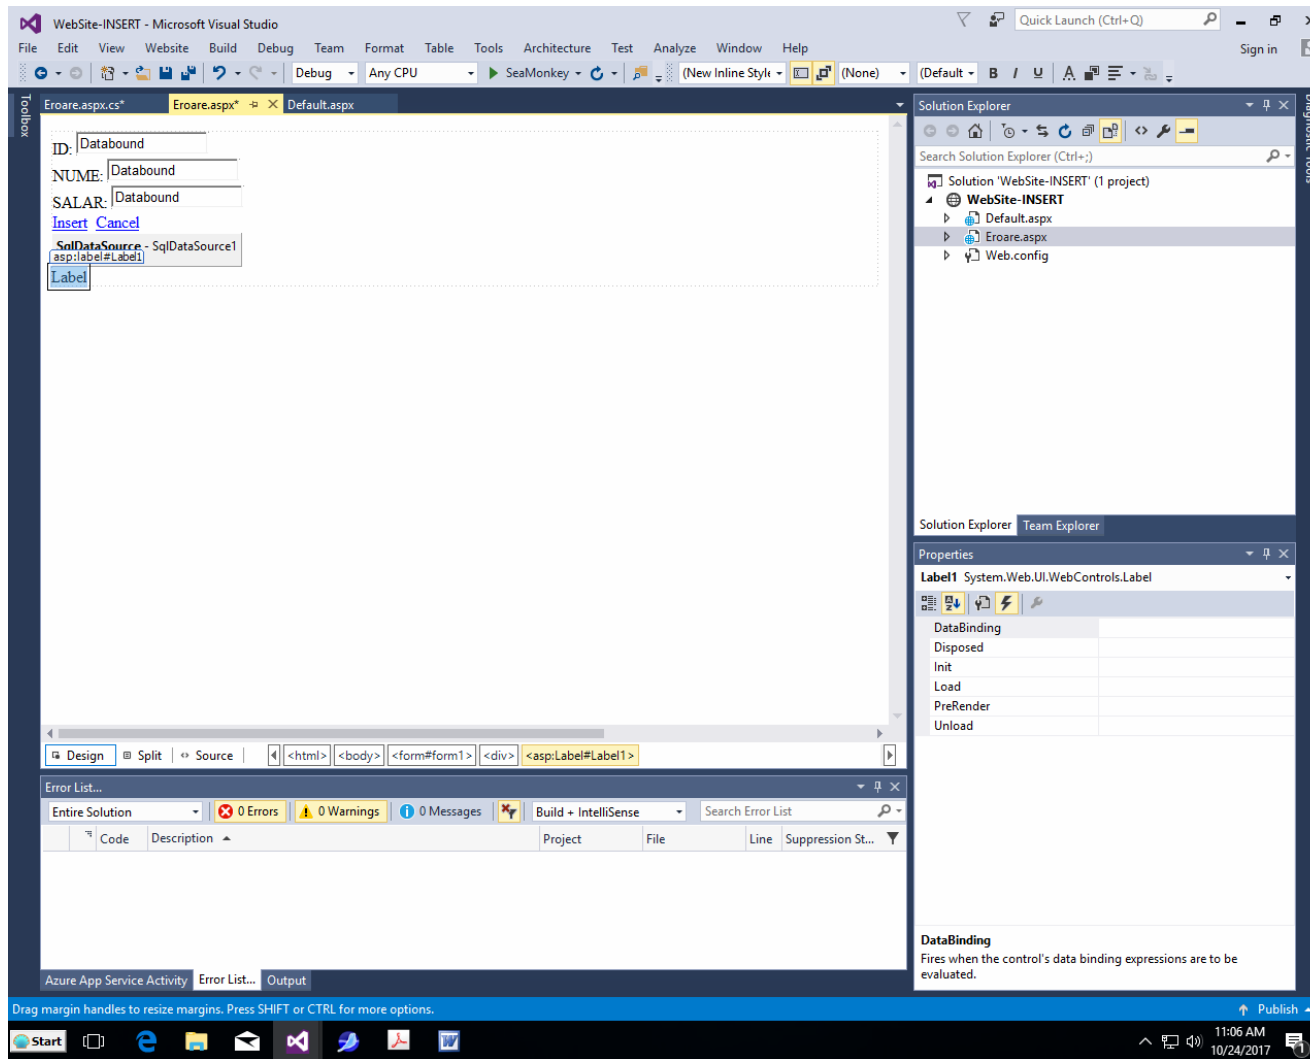 WebSite-INSERT - Microsoft Visual Studio
Quick Launch (Ctrl+Q)
File Edit View Website Build Debug Team Format Table Tools Architecture Test Analyze Window Help
Sign in
Debug Any CPU SeaMonkey (New Inline Style (None) (Default B I U A
Toolbox
Eroare.aspx.cs* Eroare.aspx* Default.aspx
ID: Databound
NUME: Databound
SALAR: Databound
Insert Cancel
SqlDataSource - SqlDataSource1
asp:label#Label1
Label
Design Split Source <html> <body> <form#form1> <div> <asp:Label#Label1>
Error List...
Entire Solution 0 Errors 0 Warnings 0 Messages Build + IntelliSense Search Error List
Code Description Project File Line Suppression St...
Azure App Service Activity Error List... Output
Solution Explorer
Search Solution Explorer (Ctrl+;)
Solution 'WebSite-INSERT' (1 project)
WebSite-INSERT
Default.aspx
Eroare.aspx
Web.config
Solution Explorer Team Explorer
Properties
Label1 System.Web.UI.WebControls.Label
DataBinding
Disposed
Init
Load
PreRender
Unload
DataBinding
Fires when the control's data binding expressions are to be
evaluated.
Diagnostic Tools
Drag margin handles to resize margins. Press SHIFT or CTRL for more options.
Publish
Start
11:06 AM
10/24/2017